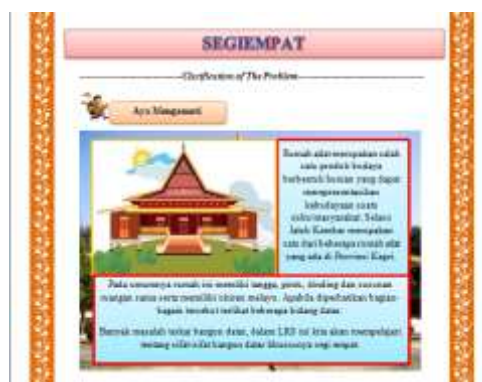 SEGIEMPAT
Clarification of The Problem
Ayo Mengamati
Rumah adat merupakan salah
satu produk budaya
berbentuk hunian yang dapat
merepresentasikan
kebudayaan suatu
suku/masyarakat. Selaso
Jatuh Kembar merupakan
satu dari beberapa rumah adat
yang ada di Provinsi Kepri.
Pada umumnya rumah ini memiliki tangga, pintu, dinding dan susunan
ruangan sama serta memiliki ukiran melayu. Apabila diperhatikan bagian-
bagian tersebut terlihat beberapa bidang datar.
Banyak masalah terkait bangun datar, dalam LKS ini kita akan mempelajari
tentang sifat-sifat bangun datar khususnya segi empat.